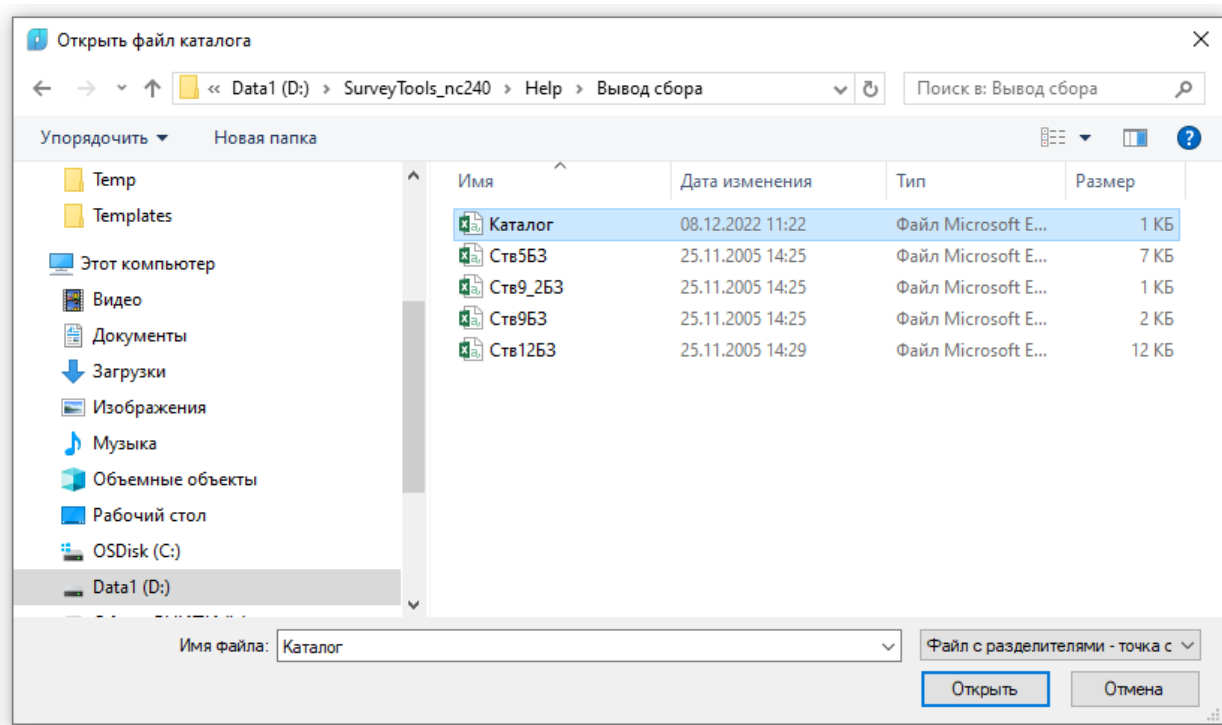 Открыть файл каталога
« Data1 (D:) › SurveyTools_nc240 › Help › Вывод сбора
Поиск в: Вывод сбора
Упорядочить
Новая папка
Temp
Templates
Этот компьютер
Видео
Документы
Загрузки
Изображения
Музыка
Объемные объекты
Рабочий стол
OSDisk (C:)
Data1 (D:)
Имя Дата изменения Тип Размер
Каталог 08.12.2022 11:22 Файл Microsoft E... 1 КБ
Ств5БЗ 25.11.2005 14:25 Файл Microsoft E... 7 КБ
Ств9_2БЗ 25.11.2005 14:25 Файл Microsoft E... 1 КБ
Ств9БЗ 25.11.2005 14:25 Файл Microsoft E... 2 КБ
Ств12БЗ 25.11.2005 14:29 Файл Microsoft E... 12 КБ
Имя файла: Каталог
Файл с разделителями - точка с
Открыть
Отмена